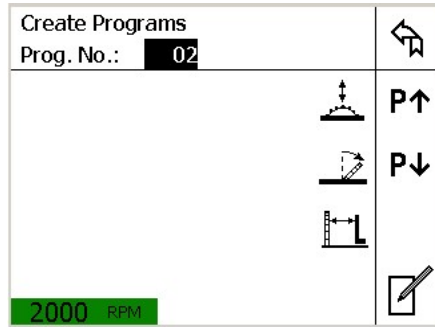 Create Programs
Prog. No.: 02
P↑
P↓
2000 RPM